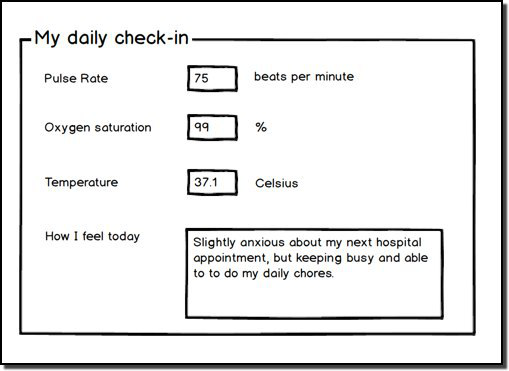 My daily check-in
Pulse Rate 75 beats per minute
Oxygen saturation 99 %
Temperature 37.1 Celsius
How I feel today
Slightly anxious about my next hospital
appointment, but keeping busy and able
to to do my daily chores.